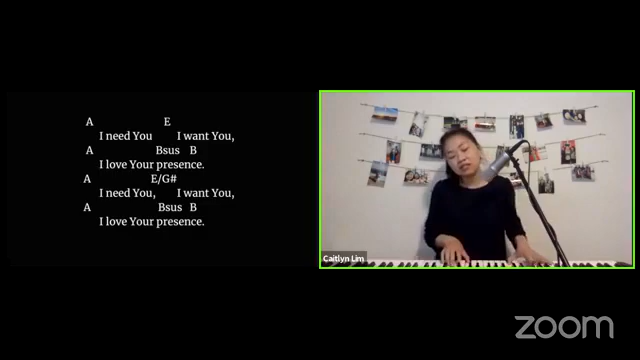 A E
I need You I want You,
A Bsus B
I love Your presence.
A E/G#
I need You, I want You,
A Bsus B
I love Your presence.
Caitlyn Lim
zoom